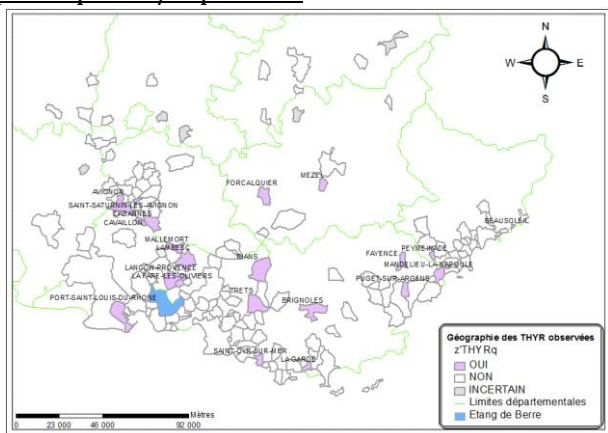 N
W E
S
FORCALQUIER
MEZEL
AVIGNON
SAINT-SATURNIN-LES-AVIGNON
CABANNES
CAVAILLON
BEAUSOLEIL
MALLEMORT
LAMBESC
RIANS
FAYENCE
PEYMEINADE
MANDELIEU-LA-NAPOULE
LANCON-PROVENCE
LA FARE-LES-OLIVIERS
PUGET-SUR-ARGENS
TRETS
BRIGNOLES
PORT-SAINT-LOUIS-DU-RHONE
SAINT-CYR-SUR-MER
LA GARDE
Géographie des THYR observées
z'THYRq
OUI
NON
INCERTAIN
Limites départementales
Etang de Berre
Mètres
0 23 000 46 000 92 000